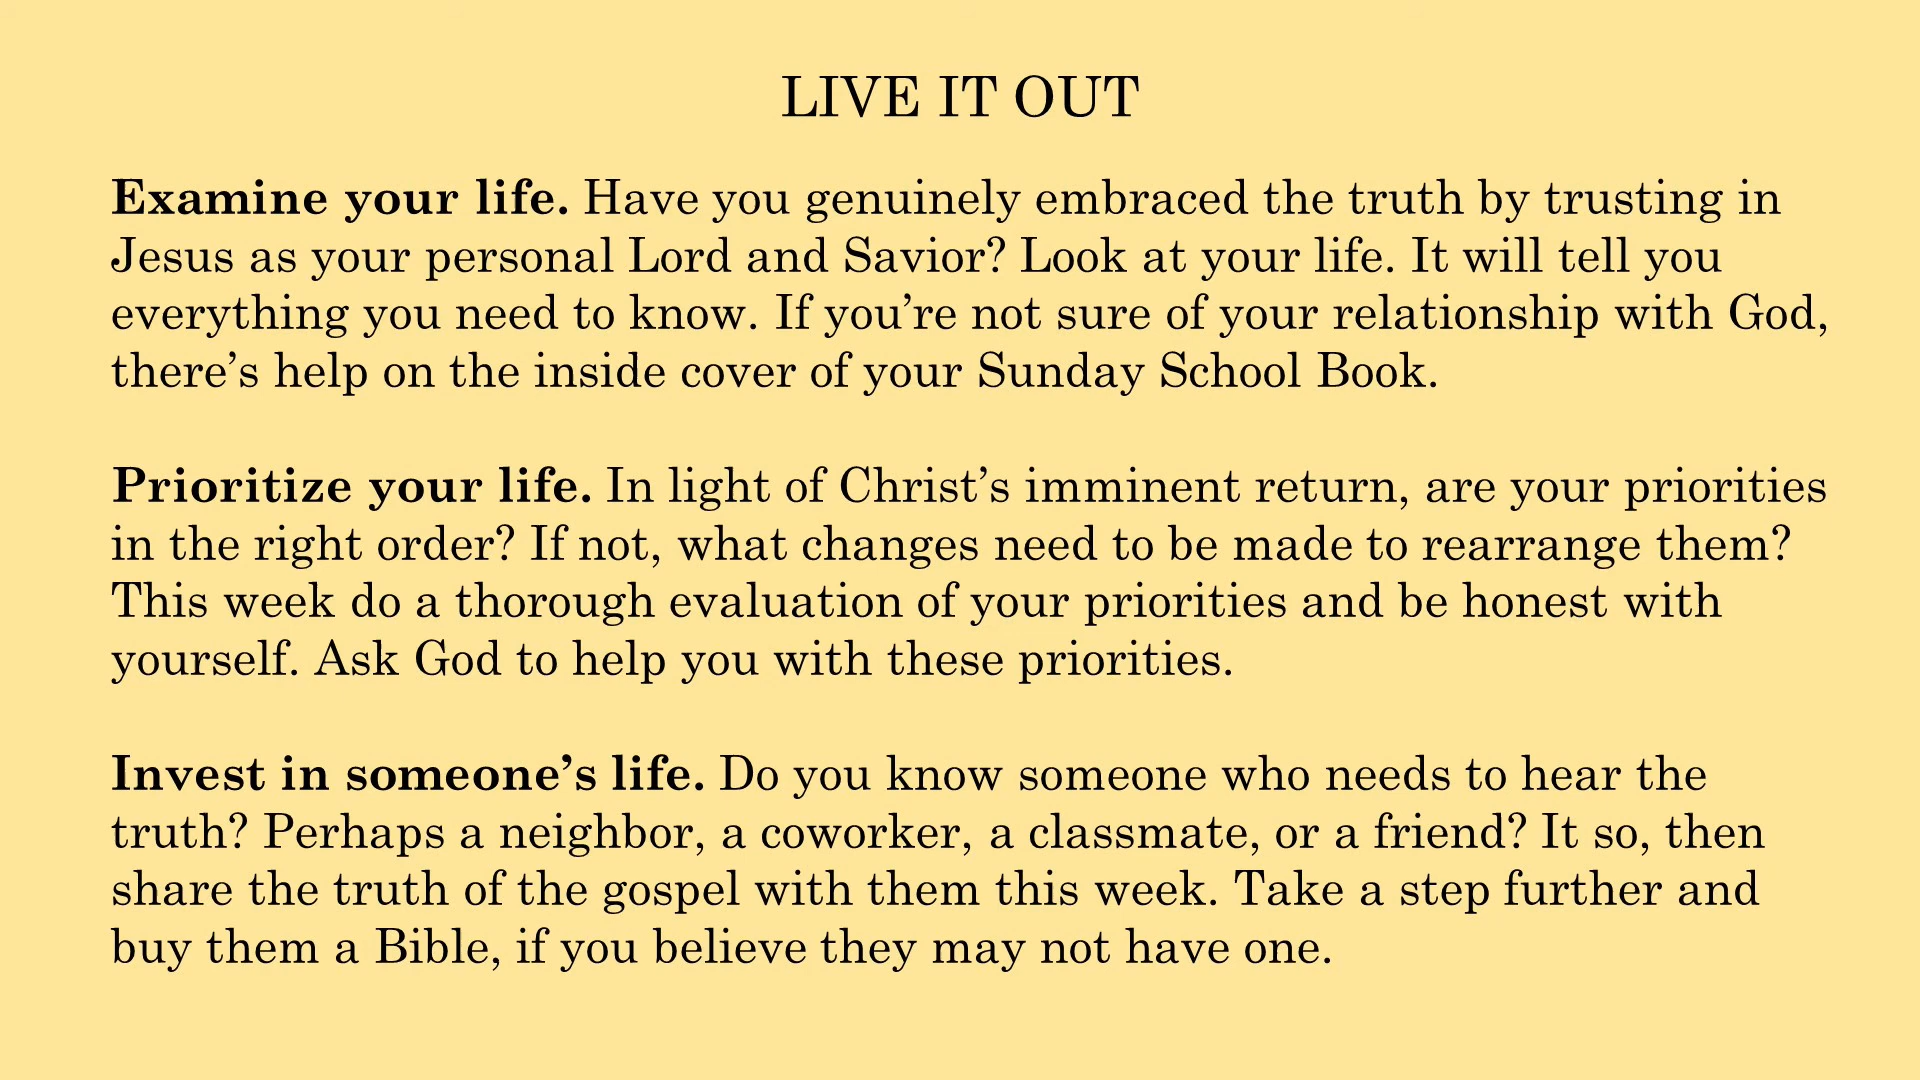 LIVE IT OUT
Examine your life. Have you genuinely embraced the truth by trusting in
Jesus as your personal Lord and Savior? Look at your life. It will tell you
everything you need to know. If you’re not sure of your relationship with God,
there’s help on the inside cover of your Sunday School Book.
Prioritize your life. In light of Christ’s imminent return, are your priorities
in the right order? If not, what changes need to be made to rearrange them?
This week do a thorough evaluation of your priorities and be honest with
yourself. Ask God to help you with these priorities.
Invest in someone’s life. Do you know someone who needs to hear the
truth? Perhaps a neighbor, a coworker, a classmate, or a friend? It so, then
share the truth of the gospel with them this week. Take a step further and
buy them a Bible, if you believe they may not have one.